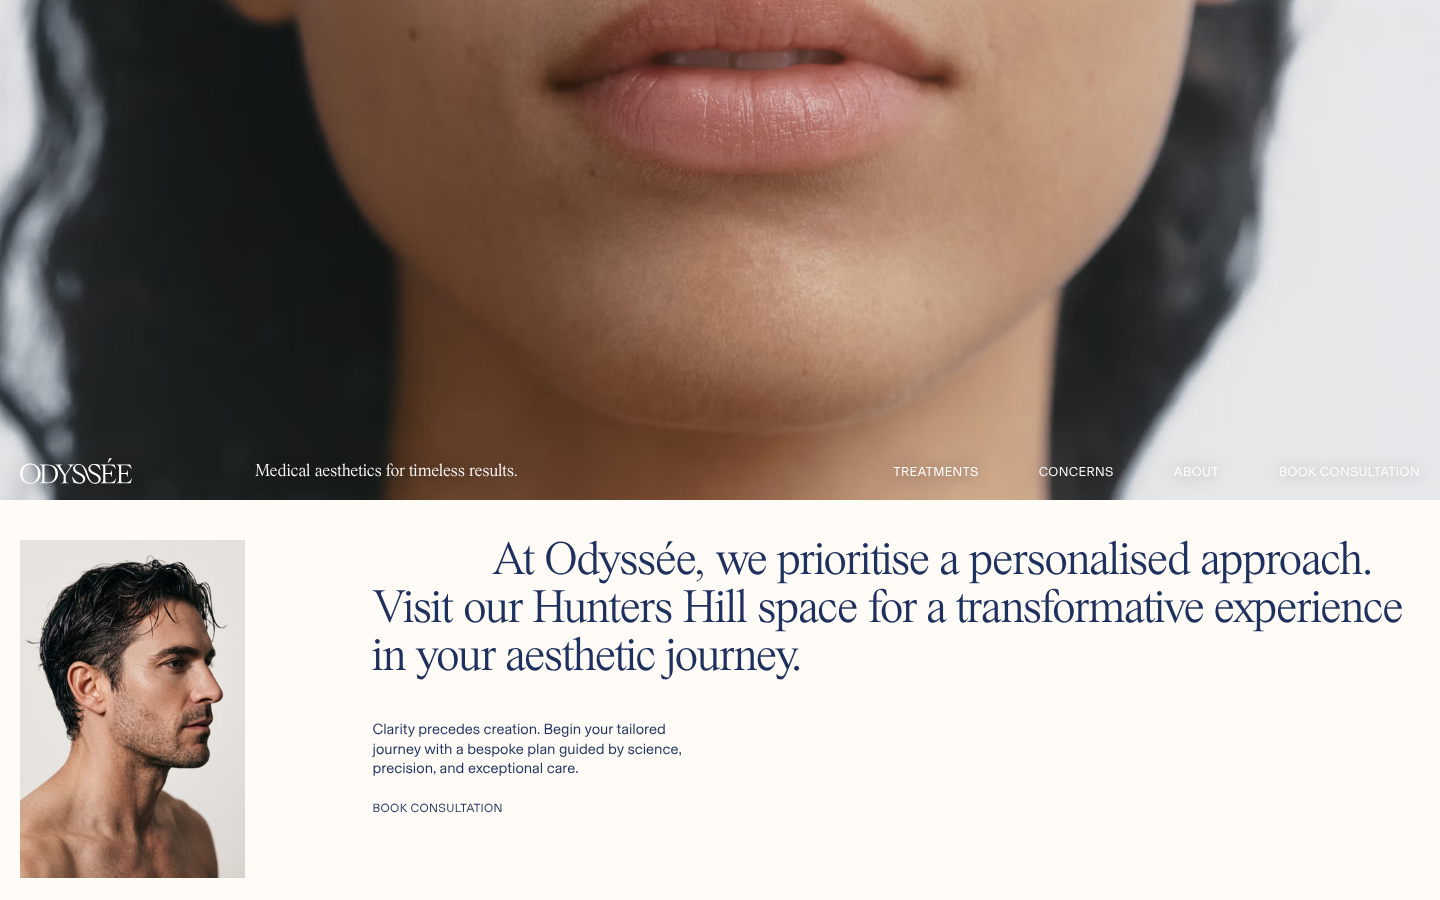 ODYSSÉE
Medical aesthetics for timeless results.
TREATMENTS
CONCERNS
ABOUT
BOOK CONSULTATION
At Odyssée, we prioritise a personalised approach.
Visit our Hunters Hill space for a transformative experience
in your aesthetic journey.
Clarity precedes creation. Begin your tailored
journey with a bespoke plan guided by science,
precision, and exceptional care.
BOOK CONSULTATION